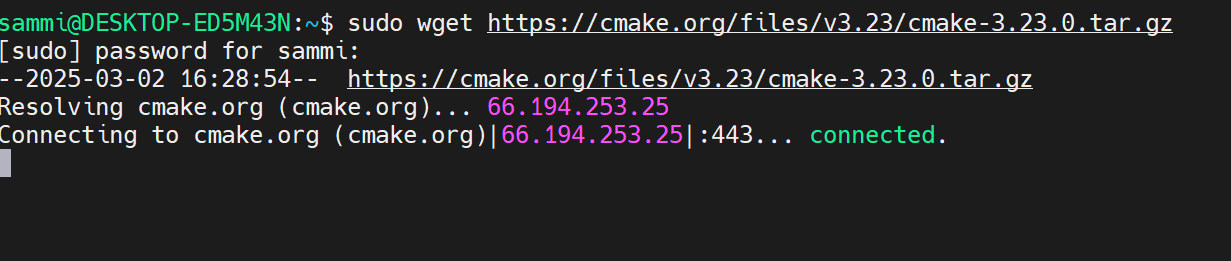 sammi@DESKTOP-ED5M43N:~$ sudo wget https://cmake.org/files/v3.23/cmake-3.23.0.tar.gz
[sudo] password for sammi:
--2025-03-02 16:28:54--  https://cmake.org/files/v3.23/cmake-3.23.0.tar.gz
Resolving cmake.org (cmake.org)... 66.194.253.25
Connecting to cmake.org (cmake.org)|66.194.253.25|:443... connected.